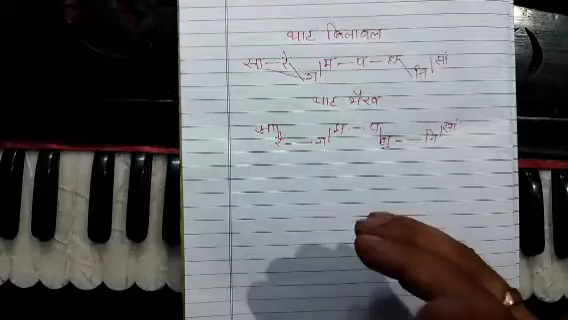 थाट बिलावल
सा - रे ग म - प - ध नि सां
थाट भैरव
सा रे - - ग म - प ध - - नि सां